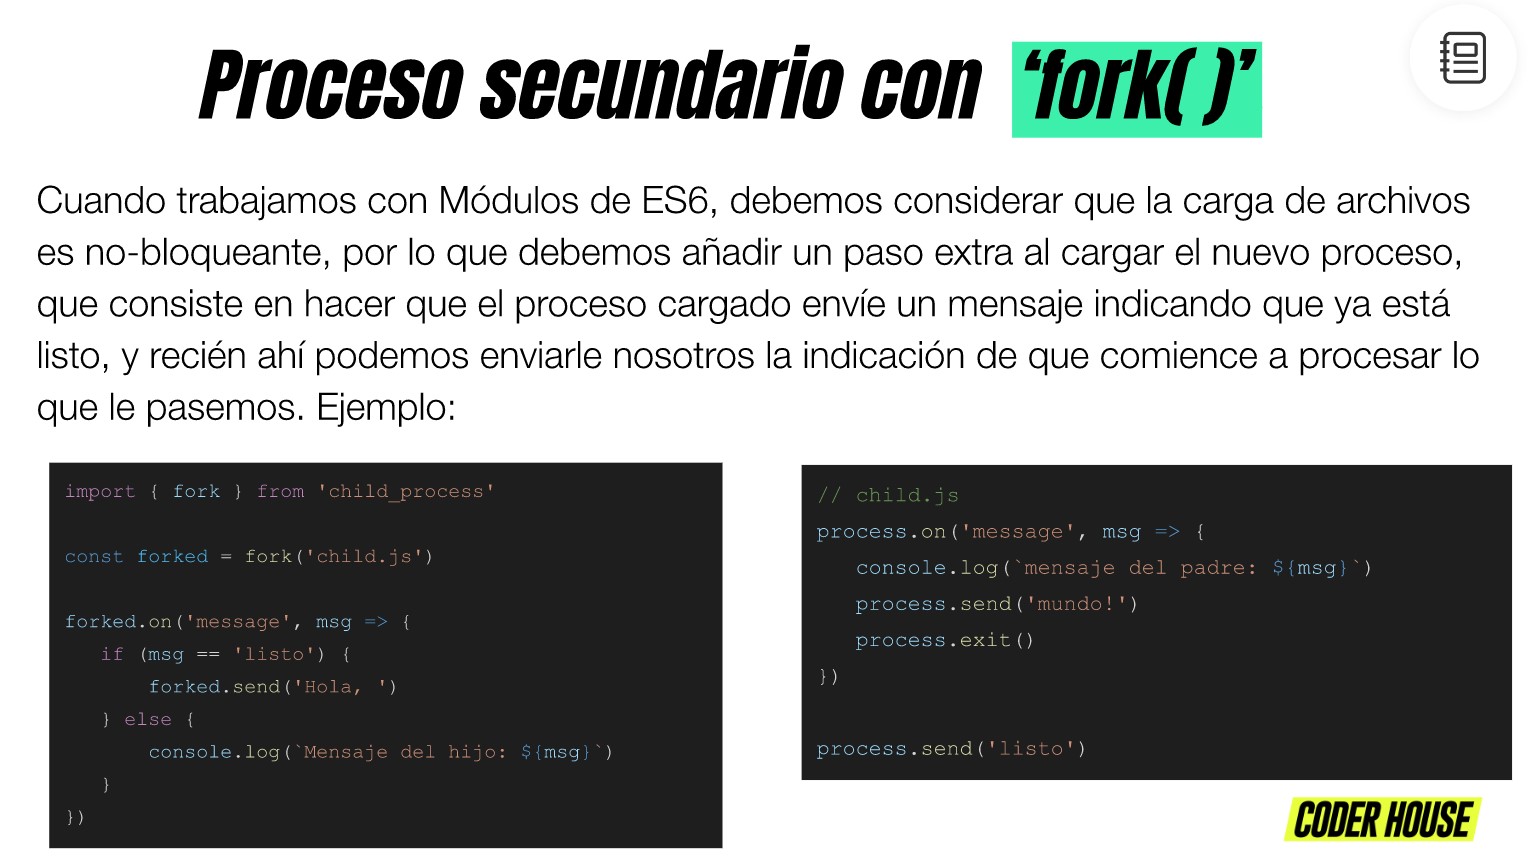 Proceso secundario con ‘fork( )’
Cuando trabajamos con Módulos de ES6, debemos considerar que la carga de archivos
es no-bloqueante, por lo que debemos añadir un paso extra al cargar el nuevo proceso,
que consiste en hacer que el proceso cargado envíe un mensaje indicando que ya está
listo, y recién ahí podemos enviarle nosotros la indicación de que comience a procesar lo
que le pasemos. Ejemplo:
import { fork } from 'child_process'
const forked = fork('child.js')
forked.on('message', msg => {
   if (msg == 'listo') {
       forked.send('Hola, ')
   } else {
       console.log(`Mensaje del hijo: ${msg}`)
   }
})
// child.js
process.on('message', msg => {
   console.log(`mensaje del padre: ${msg}`)
   process.send('mundo!')
   process.exit()
})
process.send('listo')
CODER HOUSE